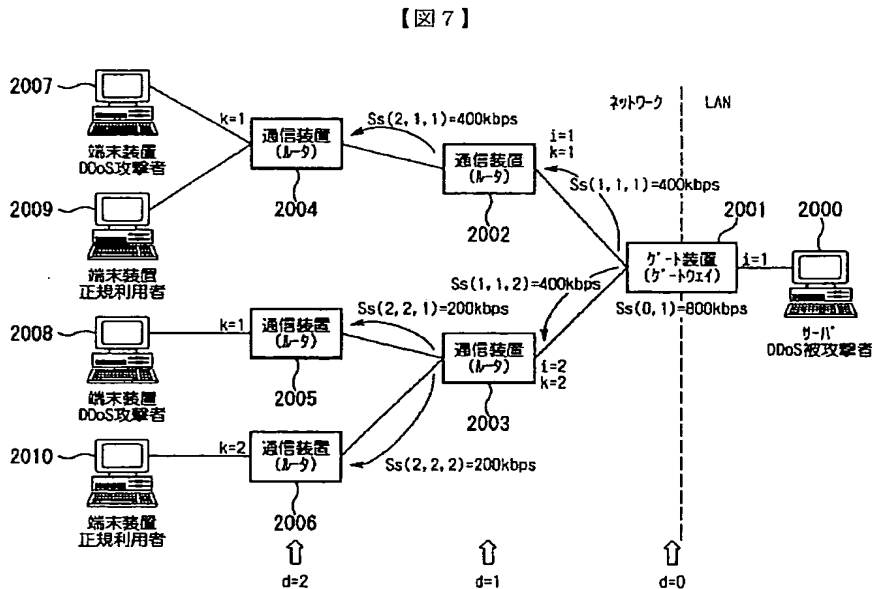 【図7】
2007
端末装置
DDoS攻撃者
2009
端末装置
正規利用者
2008
端末装置
DDoS攻撃者
2010
端末装置
正規利用者
k=1
通信装置
(ルータ)
2004
k=1
通信装置
(ルータ)
2005
k=2
通信装置
(ルータ)
2006
Ss(2,1,1)=400kbps
Ss(2,2,1)=200kbps
Ss(2,2,2)=200kbps
通信装置
(ルータ)
2002
i=1
k=1
通信装置
(ルータ)
2003
i=2
k=2
Ss(1,1,1)=400kbps
Ss(1,1,2)=400kbps
ネットワーク
LAN
2001
ゲート装置
(ゲートウェイ)
Ss(0,1)=800kbps
i=1
2000
サーバ
DDoS被攻撃者
d=2
d=1
d=0